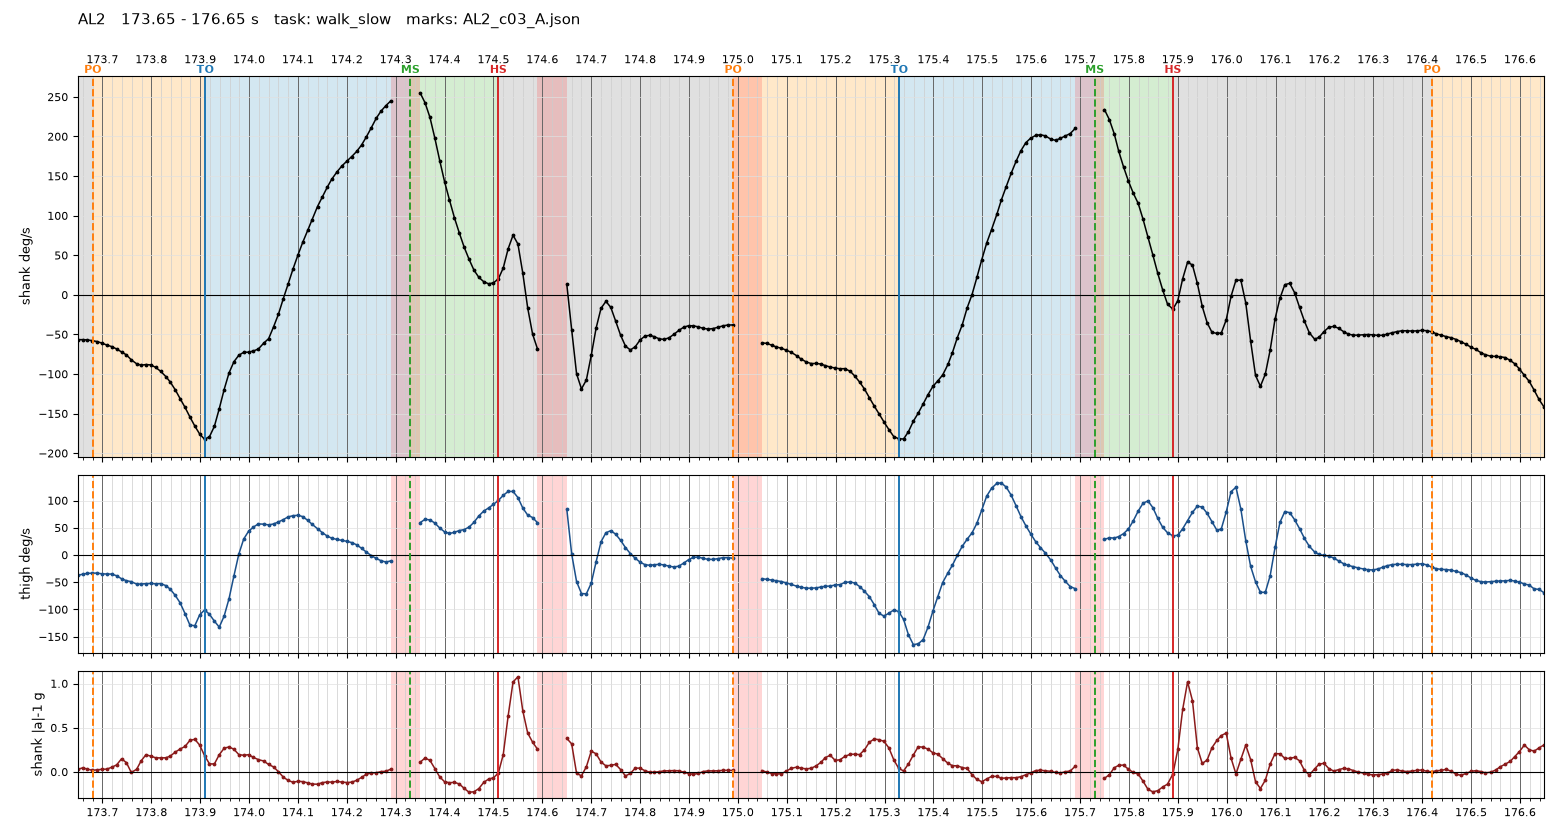 AL2 173.65 - 176.65 s task: walk_slow marks: AL2_c03_A.json
173.7 173.8 173.9 174.0 174.1 174.2 174.3 174.4 174.5 174.6 174.7 174.8 174.9 175.0 175.1 175.2 175.3 175.4 175.5 175.6 175.7 175.8 175.9 176.0 176.1 176.2 176.3 176.4 176.5 176.6
PO TO MS HS PO TO MS HS PO
shank deg/s
250
200
150
100
50
0
−50
−100
−150
−200
thigh deg/s
100
50
0
−50
−100
−150
shank |a|-1 g
1.0
0.5
0.0
173.7 173.8 173.9 174.0 174.1 174.2 174.3 174.4 174.5 174.6 174.7 174.8 174.9 175.0 175.1 175.2 175.3 175.4 175.5 175.6 175.7 175.8 175.9 176.0 176.1 176.2 176.3 176.4 176.5 176.6